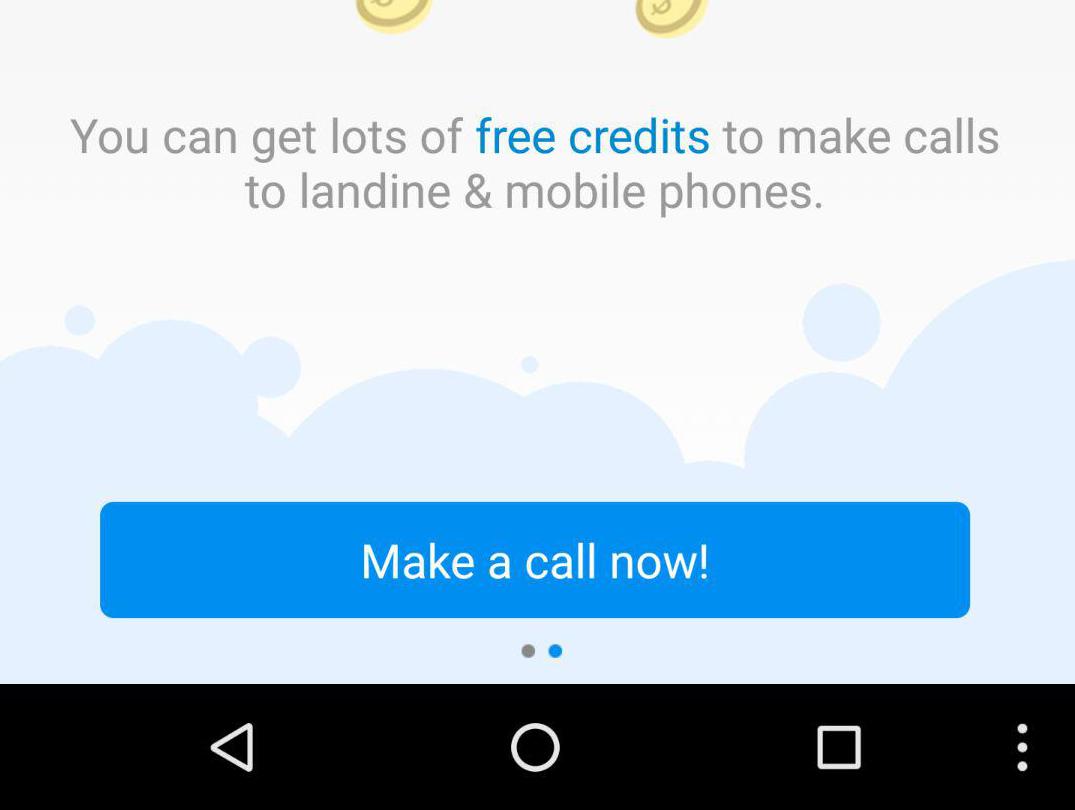 You can get lots of free credits to make calls
to landine & mobile phones.
Make a call now!